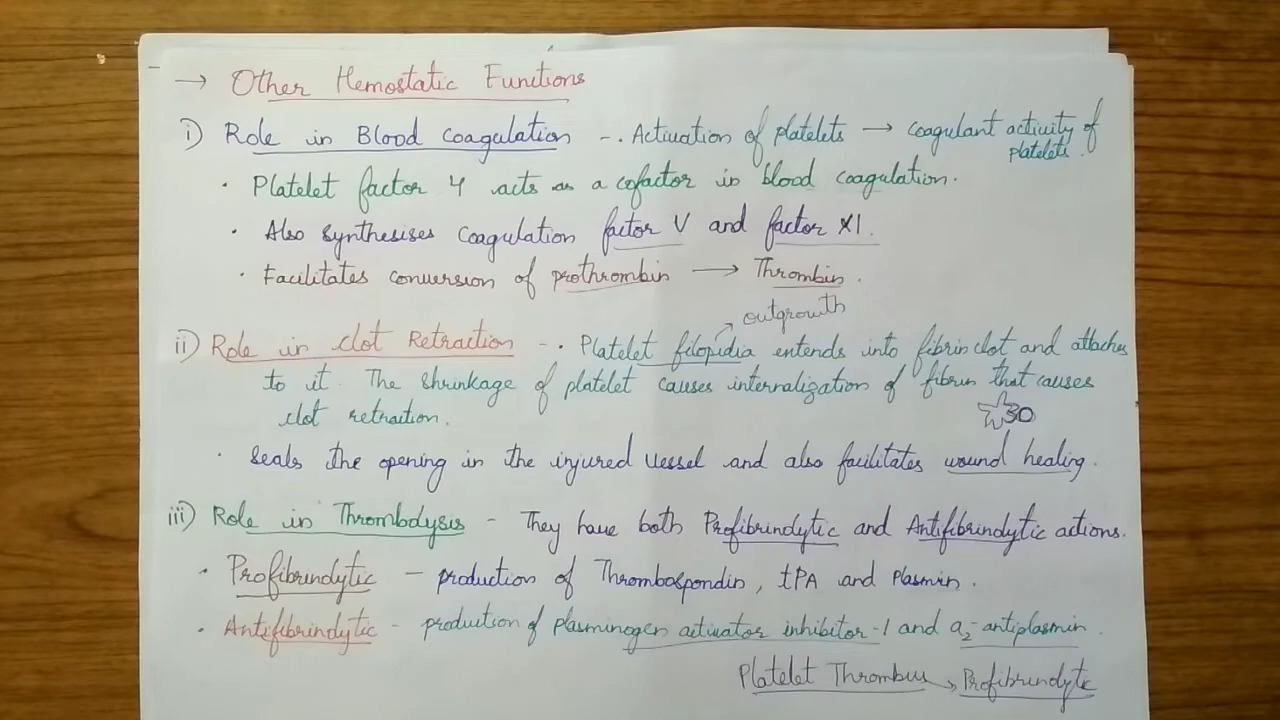 → Other Hemostatic Functions
i) Role in Blood coagulation - . Activation of platelets → coagulant activity of
platelets.
. Platelet factor 4 acts as a cofactor in blood coagulation.
. Also synthesises coagulation factor V and factor XI.
. Facilitates conversion of prothrombin → Thrombin.
outgrowth
ii) Role in clot Retraction - . Platelet filopidia entends into fibrin clot and attaches
to it. The shrinkage of platelet causes internalization of fibrin that causes
clot retraction.
30
. Seals the opening in the injured vessel and also facilitates wound healing.
iii) Role in Thrombolysis - They have both Profibrinolytic and Antifibrinolytic actions.
. Profibrinolytic - production of Thrombospondin, tPA and Plasmin.
. Antifibrinolytic - production of plasminogen activator inhibitor-1 and a2-antiplasmin.
Platelet Thrombus → Profibrinolytic